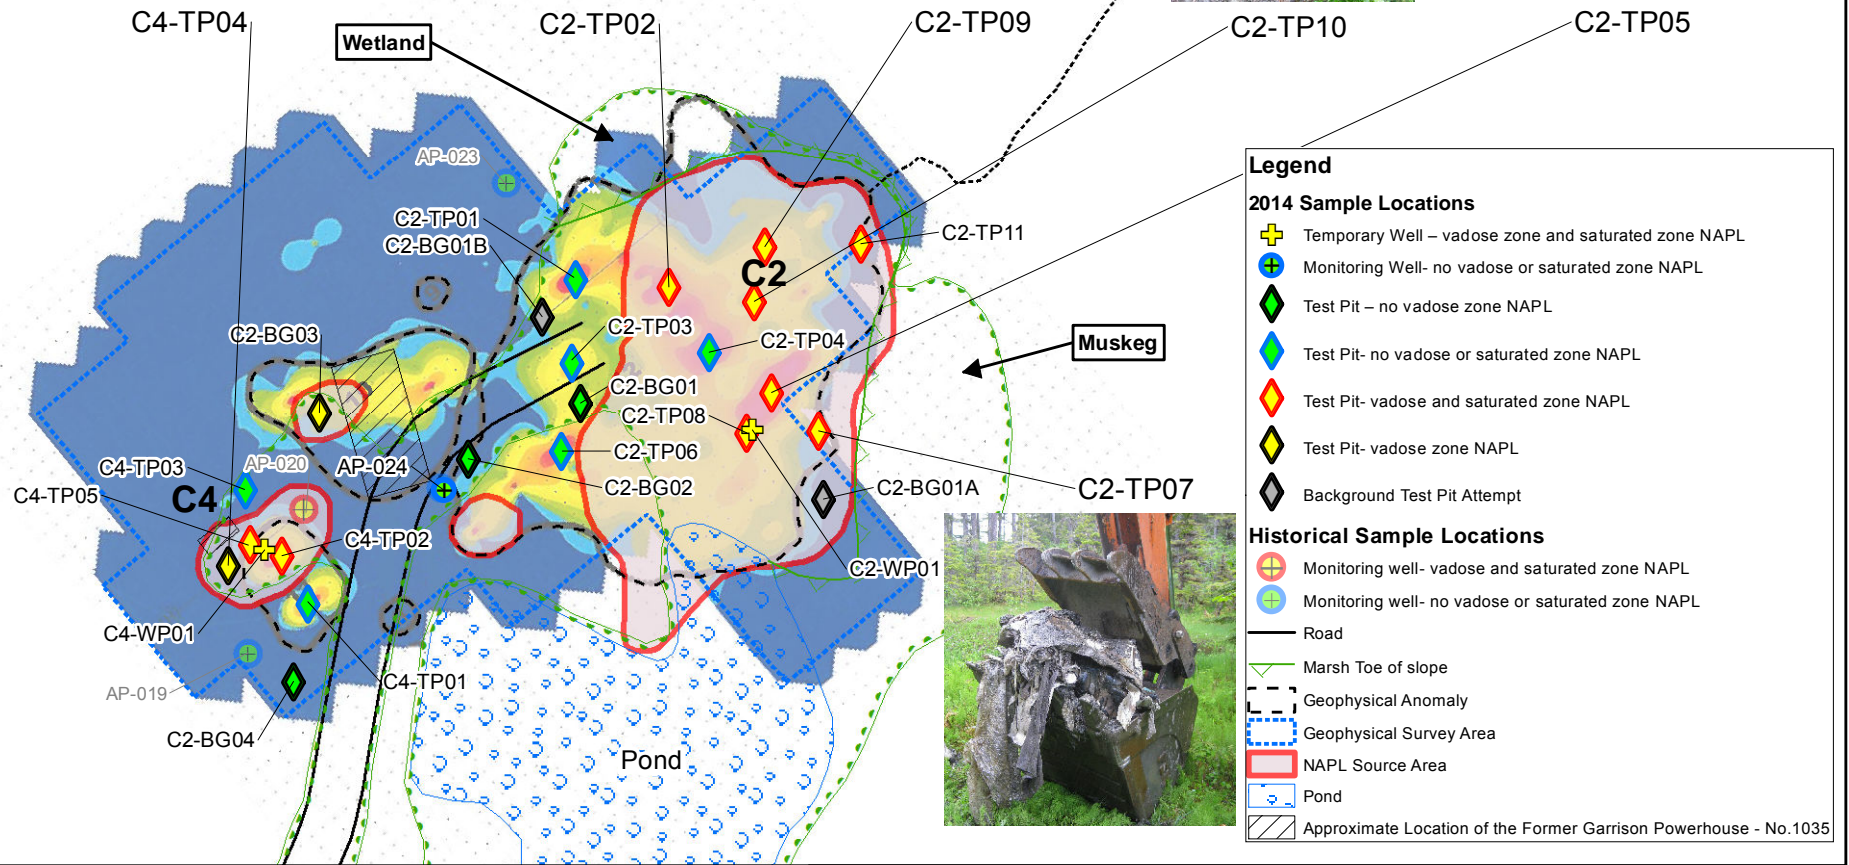 C4-TP04
C2-TP02
C2-TP09
C2-TP10
C2-TP05
Wetland
AP-023
C2-TP01
C2-BG01B
C2-TP11
C2
C2-BG03
C2-TP03
C2-TP04
Muskeg
C2-BG01
C2-TP08
AP-020
AP-024
C2-TP06
C4-TP03
C4-TP05
C4
C2-BG02
C2-BG01A
C2-TP07
C4-TP02
C2-WP01
C4-WP01
C4-TP01
AP-019
C2-BG04
Pond
Legend
2014 Sample Locations
Temporary Well – vadose zone and saturated zone NAPL
Monitoring Well- no vadose or saturated zone NAPL
Test Pit – no vadose zone NAPL
Test Pit- no vadose or saturated zone NAPL
Test Pit- vadose and saturated zone NAPL
Test Pit- vadose zone NAPL
Background Test Pit Attempt
Historical Sample Locations
Monitoring well- vadose and saturated zone NAPL
Monitoring well- no vadose or saturated zone NAPL
Road
Marsh Toe of slope
Geophysical Anomaly
Geophysical Survey Area
NAPL Source Area
Pond
Approximate Location of the Former Garrison Powerhouse - No.1035